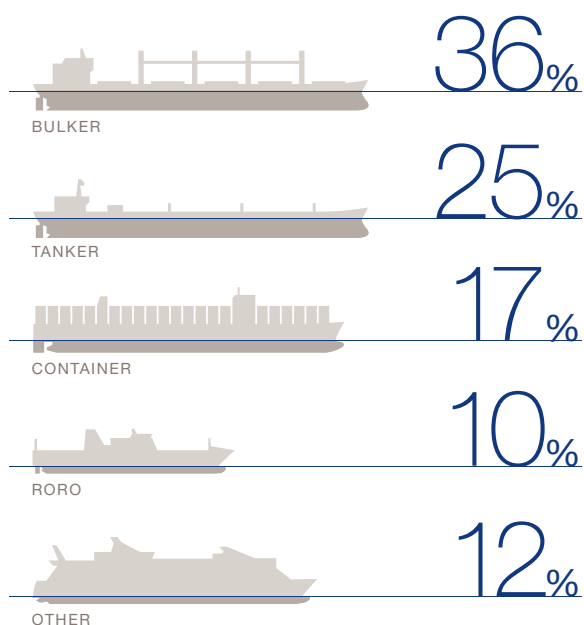 36%
BULKER
25%
TANKER
17%
CONTAINER
10%
RORO
12%
OTHER